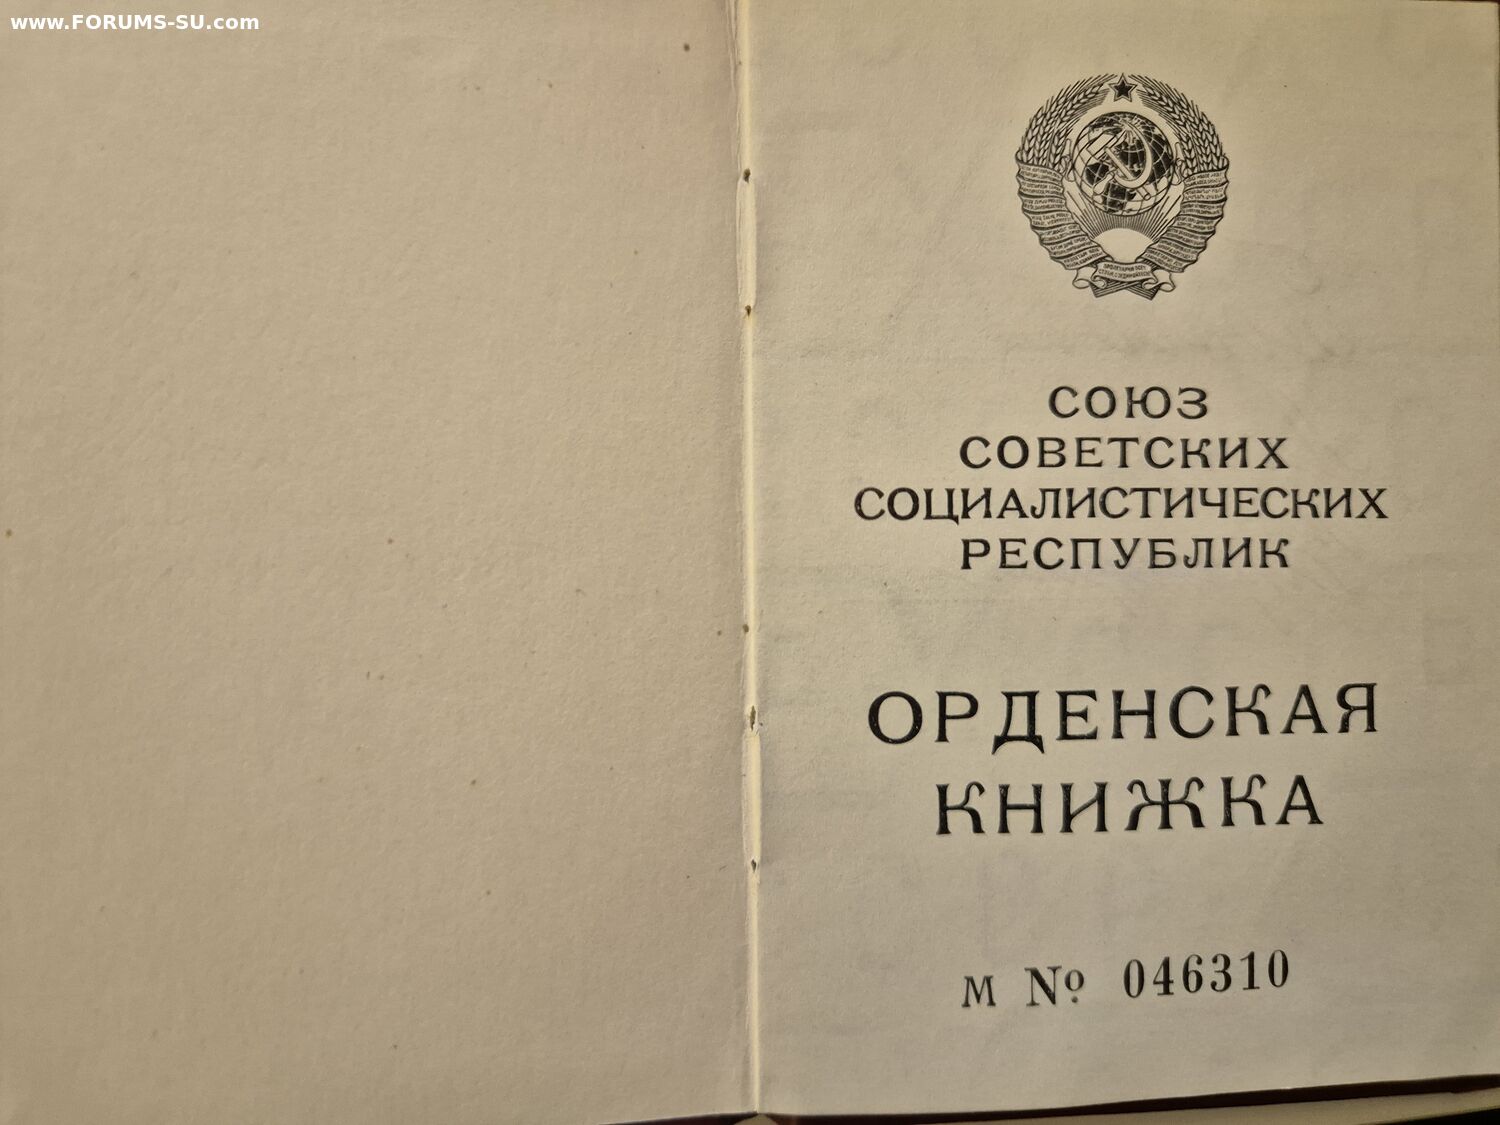 www.FORUMS-SU.com
СОЮЗ
СОВЕТСКИХ
СОЦИАЛИСТИЧЕСКИХ
РЕСПУБЛИК
ОРДЕНСКАЯ
КНИЖКА
М № 046310